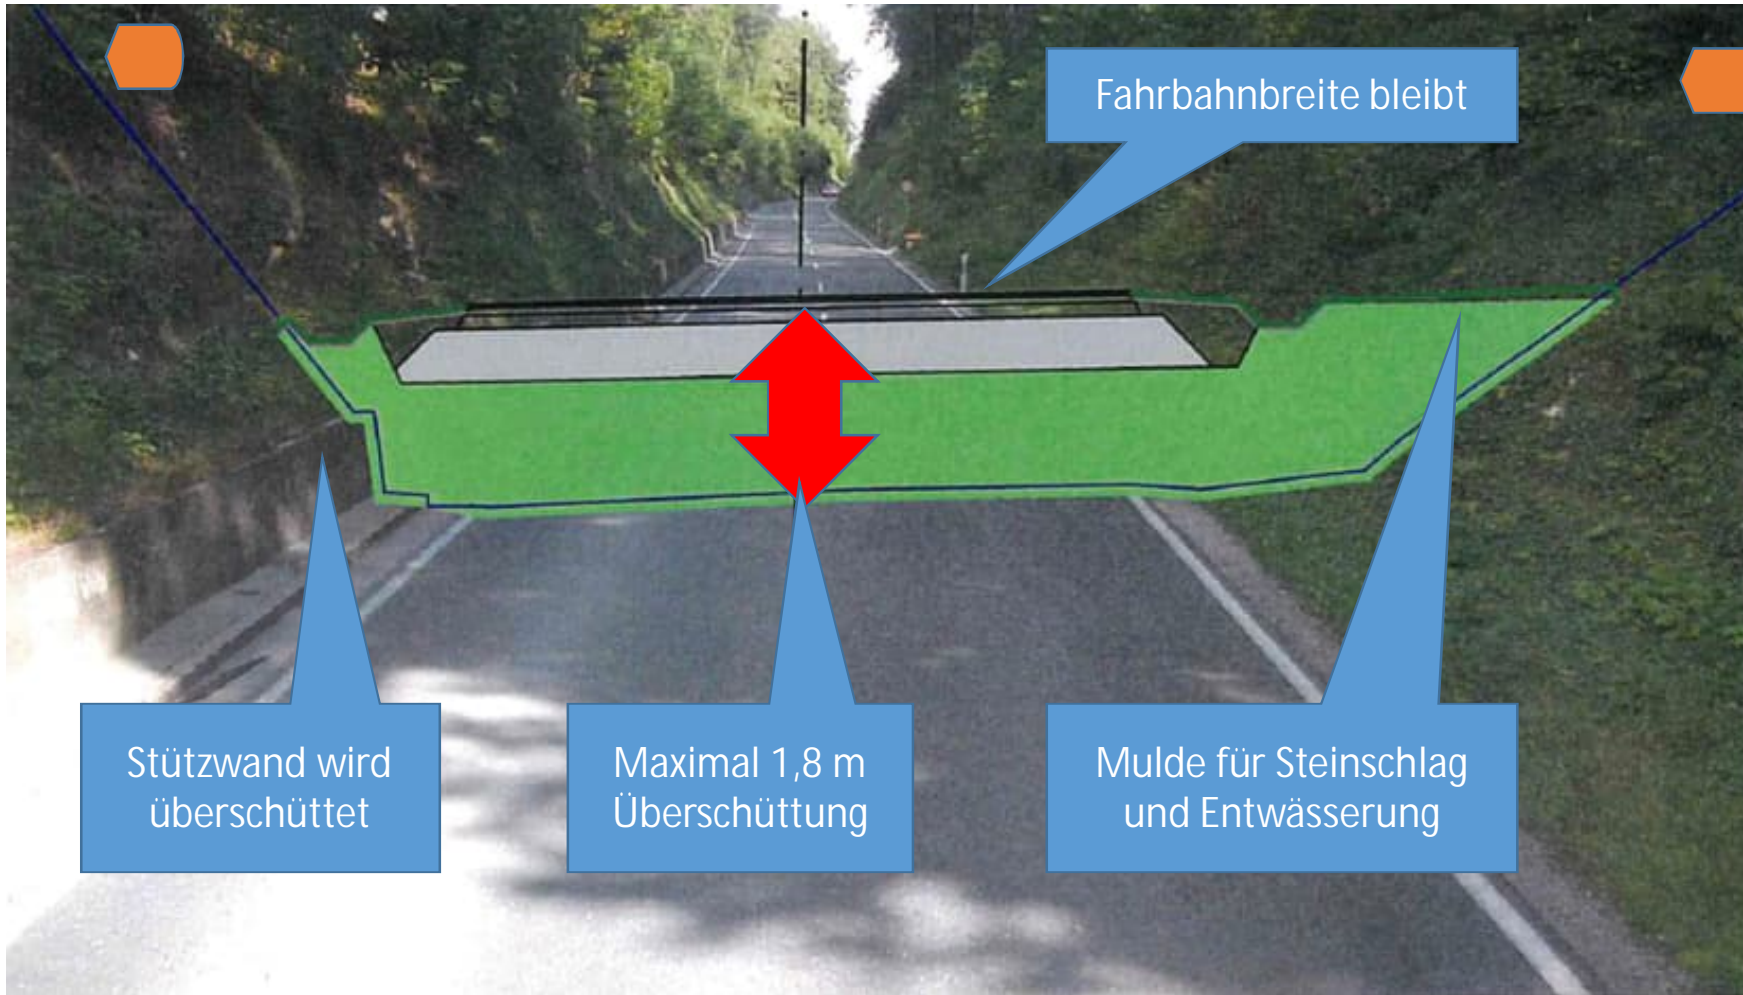 Fahrbahnbreite bleibt
Stützwand wird
überschüttet
Maximal 1,8 m
Überschüttung
Mulde für Steinschlag
und Entwässerung